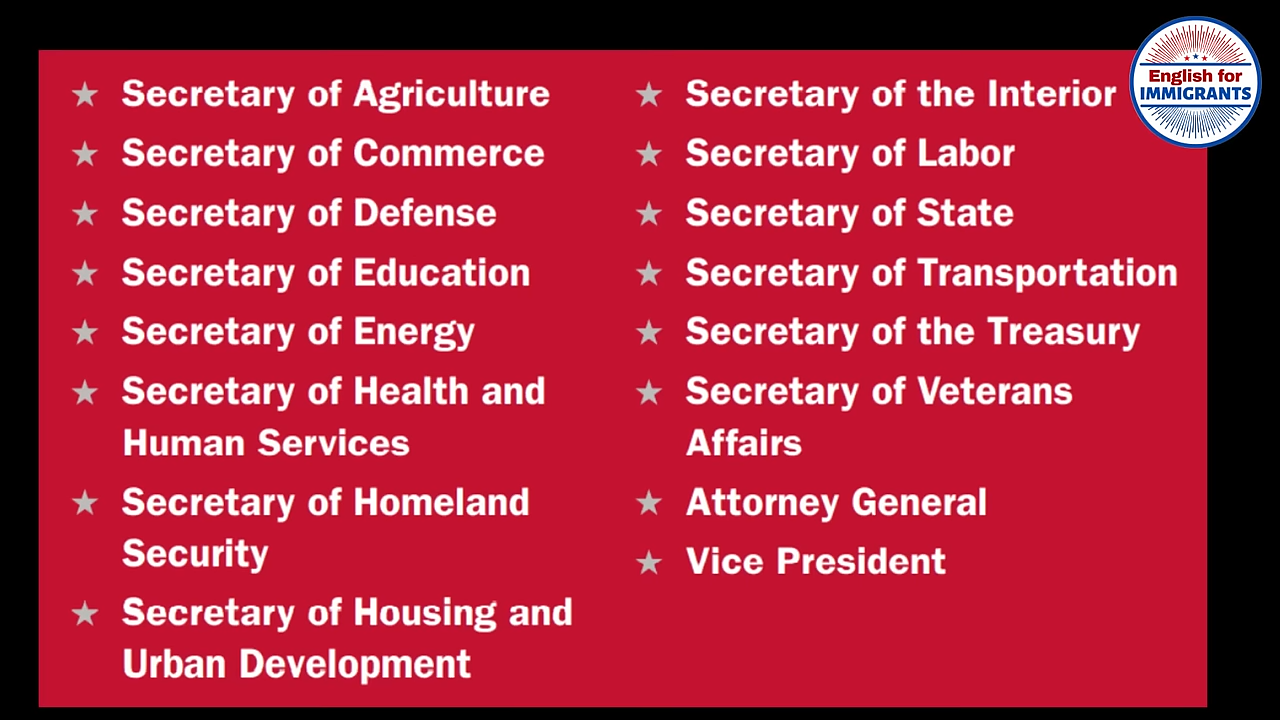 Secretary of Agriculture
Secretary of Commerce
Secretary of Defense
Secretary of Education
Secretary of Energy
Secretary of Health and
Human Services
Secretary of Homeland
Security
Secretary of Housing and
Urban Development
Secretary of the Interior
Secretary of Labor
Secretary of State
Secretary of Transportation
Secretary of the Treasury
Secretary of Veterans
Affairs
Attorney General
Vice President
English for
IMMIGRANTS